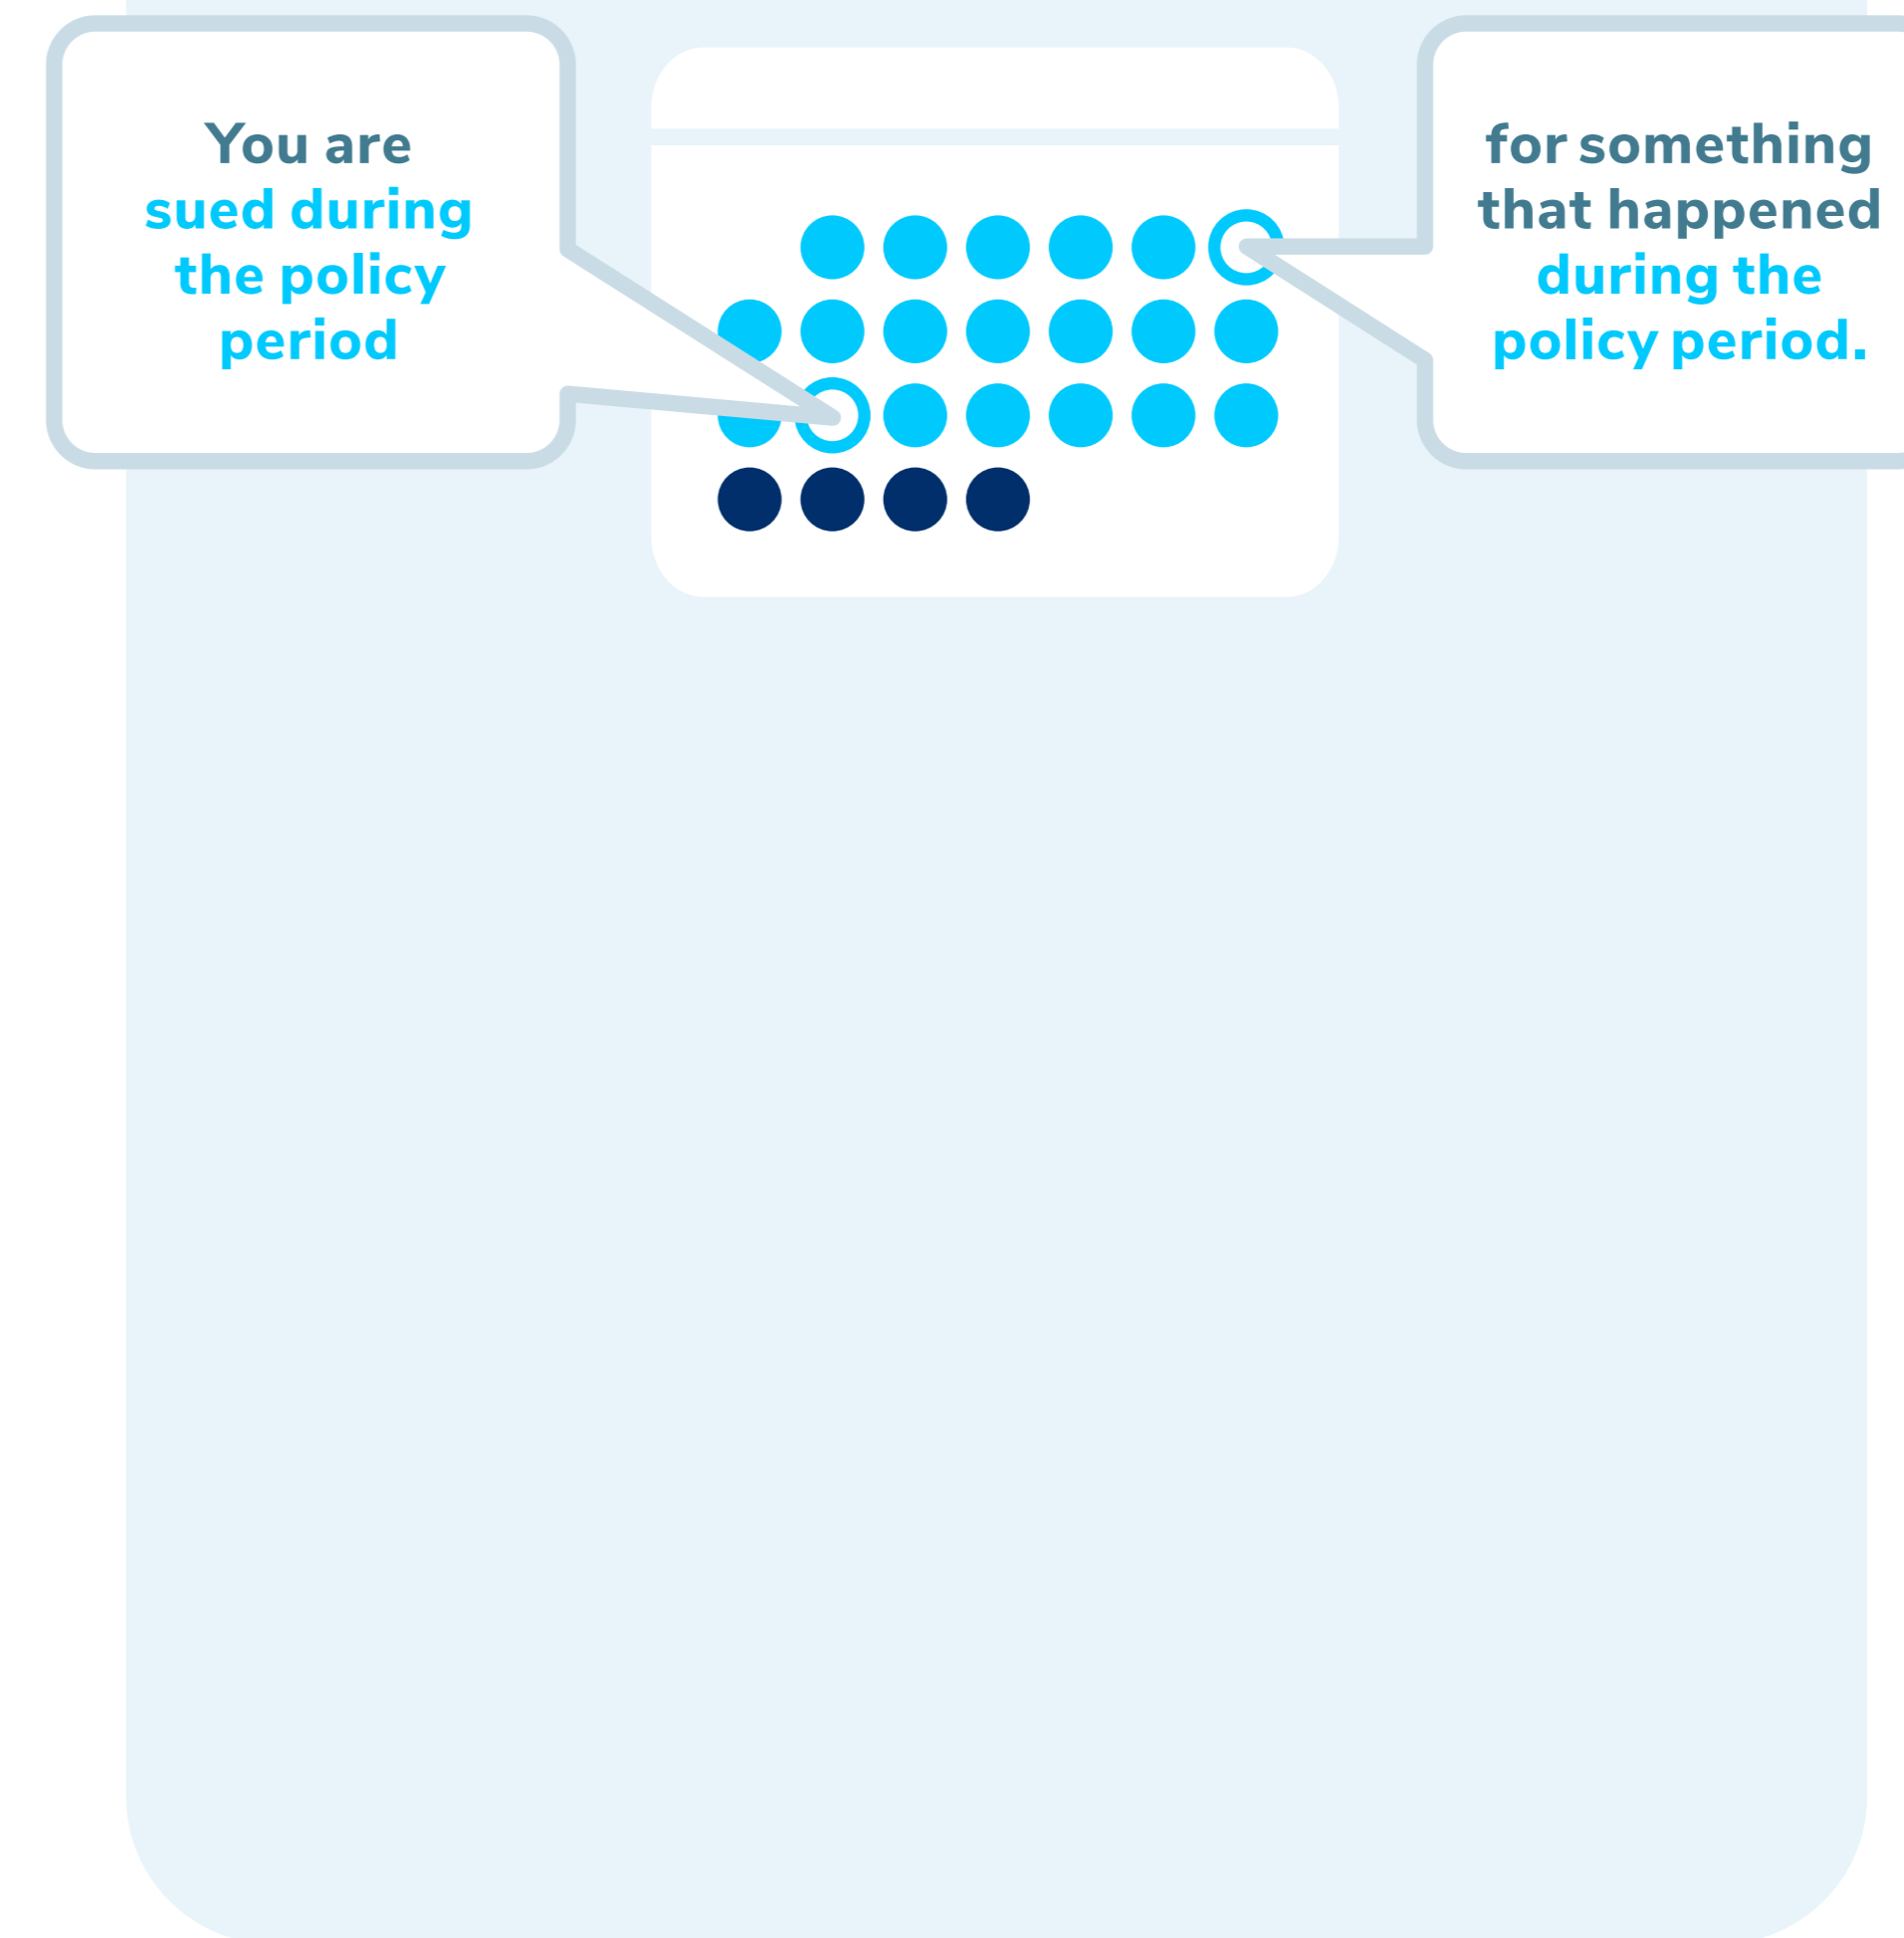 You are
sued during
the policy
period
for something
that happened
during the
policy period.